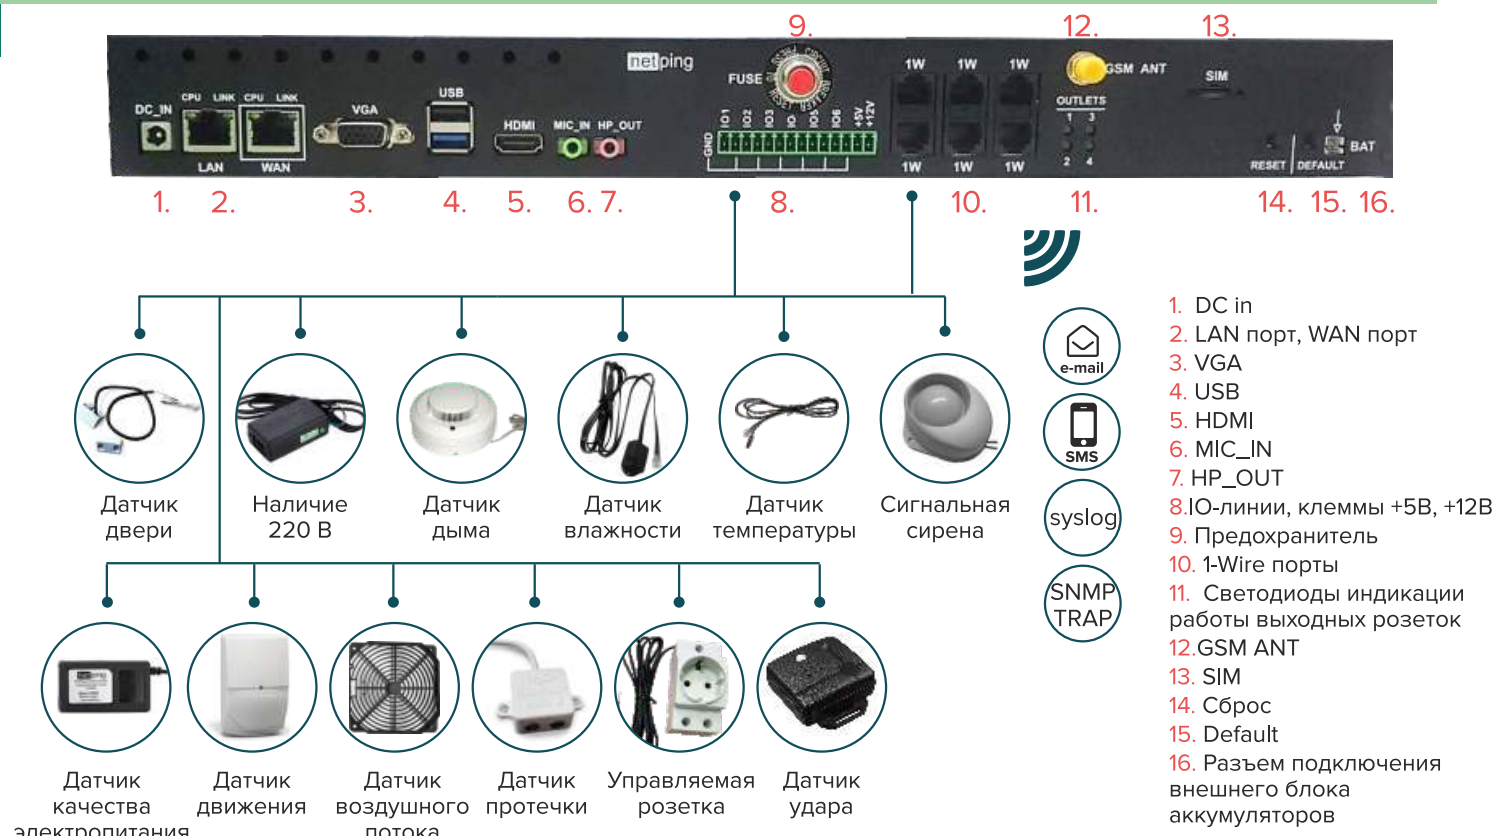 9.
12.
13.
netping
DC_IN
CPU LINK
CPU LINK
LAN
WAN
VGA
USB
HDMI
MIC_IN HP_OUT
FUSE
GND
IO1
IO2
IO3
IO
IO5
IO6
+5V
+12V
1W 1W 1W
1W 1W 1W
GSM ANT
OUTLETS
1 3
2 4
SIM
RESET
DEFAULT
BAT
1. 2. 3. 4. 5. 6. 7. 8. 10. 11. 14. 15. 16.
Датчик
двери
Наличие
220 В
Датчик
дыма
Датчик
влажности
Датчик
температуры
Сигнальная
сирена
netping
Датчик
качества
электропитания
Датчик
движения
Датчик
воздушного
потока
Датчик
протечки
Управляемая
розетка
Датчик
удара
e-mail
SMS
syslog
SNMP
TRAP
1. DC in
2. LAN порт, WAN порт
3. VGA
4. USB
5. HDMI
6. MIC_IN
7. HP_OUT
8.IO-линии, клеммы +5В, +12В
9. Предохранитель
10. 1-Wire порты
11. Светодиоды индикации
работы выходных розеток
12.GSM ANT
13. SIM
14. Сброс
15. Default
16. Разъем подключения
внешнего блока
аккумуляторов